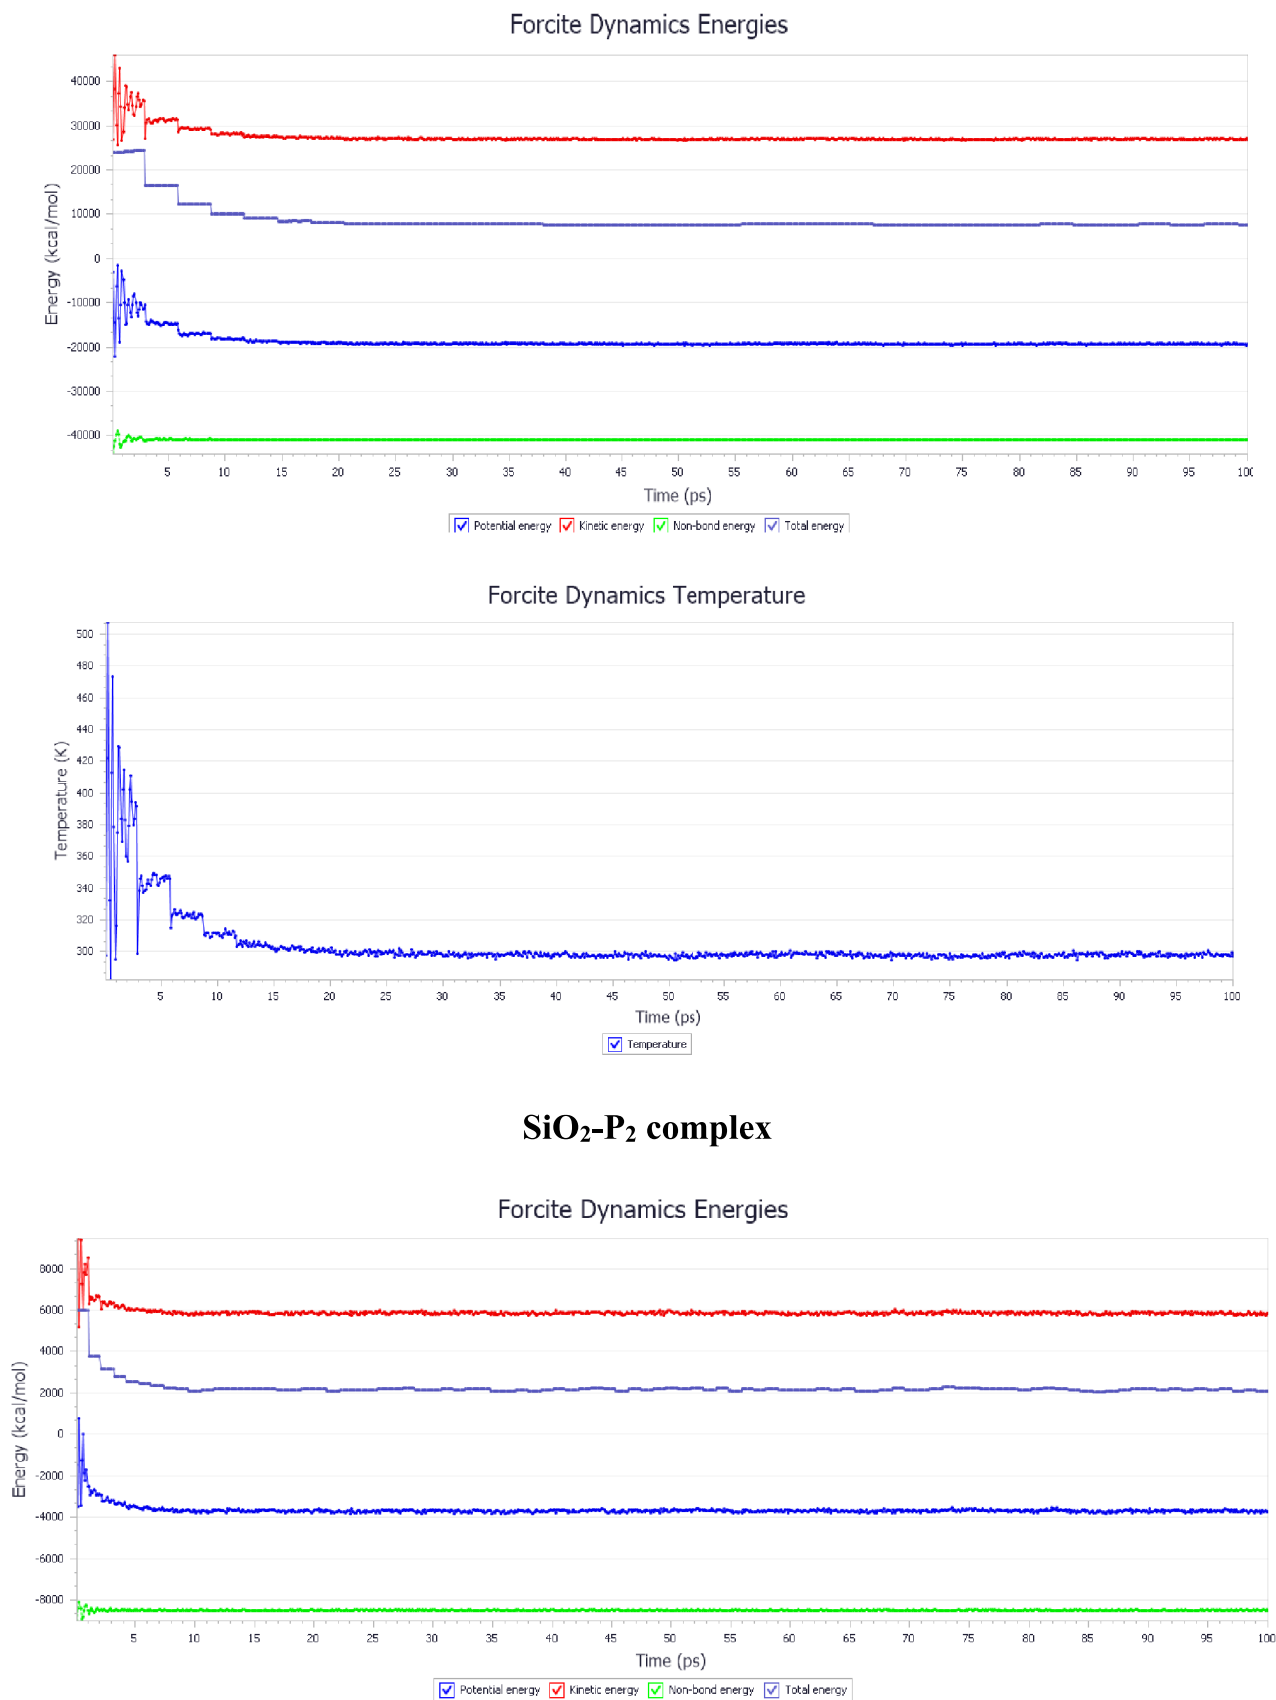 Forcite Dynamics Energies
40000
30000
20000
10000
0
-10000
-20000
-30000
-40000
Energy (kcal/mol)
5 10 15 20 25 30 35 40 45 50 55 60 65 70 75 80 85 90 95 100
Time (ps)
Potential energy Kinetic energy Non-bond energy Total energy
Forcite Dynamics Temperature
500
480
460
440
420
400
380
360
340
320
300
Temperature (K)
5 10 15 20 25 30 35 40 45 50 55 60 65 70 75 80 85 90 95 100
Time (ps)
Temperature
SiO₂-P₂ complex
Forcite Dynamics Energies
8000
6000
4000
2000
0
-2000
-4000
-6000
-8000
Energy (kcal/mol)
5 10 15 20 25 30 35 40 45 50 55 60 65 70 75 80 85 90 95 100
Time (ps)
Potential energy Kinetic energy Non-bond energy Total energy